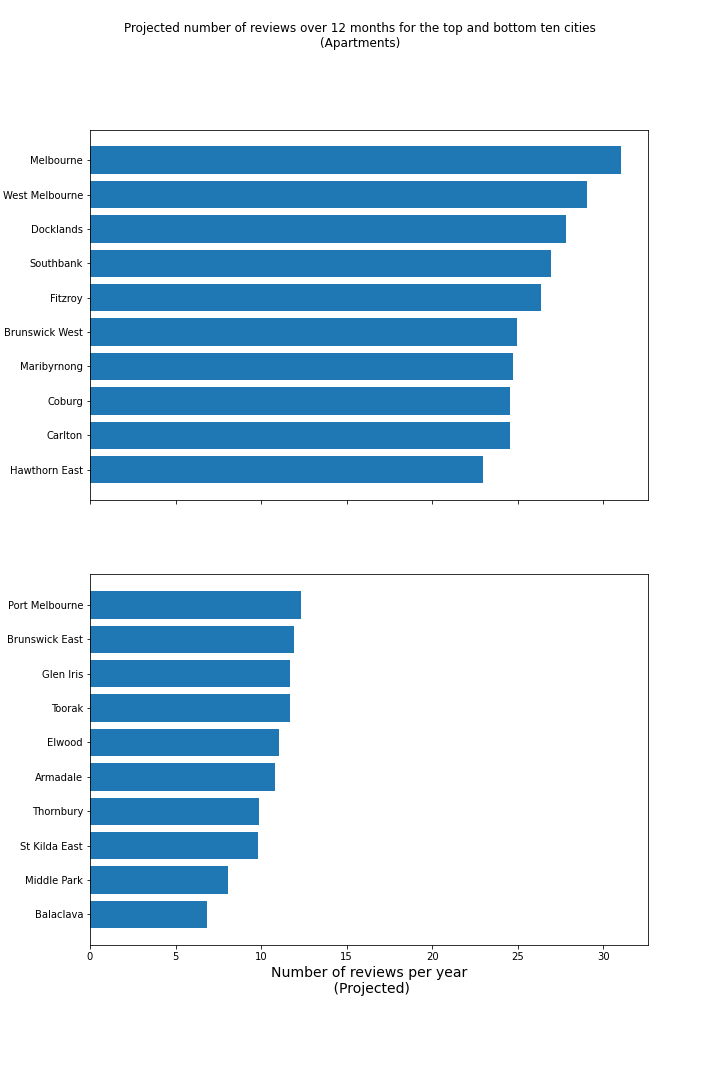 Projected number of reviews over 12 months for the top and bottom ten cities
(Apartments)
Melbourne
West Melbourne
Docklands
Southbank
Fitzroy
Brunswick West
Maribyrnong
Coburg
Carlton
Hawthorn East
Port Melbourne
Brunswick East
Glen Iris
Toorak
Elwood
Armadale
Thornbury
St Kilda East
Middle Park
Balaclava
0 5 10 15 20 25 30
Number of reviews per year
(Projected)